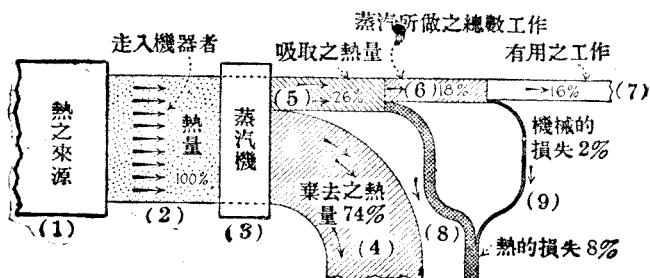 蒸汽所做之總數工作
走入機器者
吸取之熱量
有用之工作
熱之來源
熱量
100%
蒸汽機
(5)
26%
(6)
18%
16%
(7)
機械的
損失2%
棄去之熱
量74%
(1)
(2)
(3)
(4)
(8)
(9)
熱的損失8%